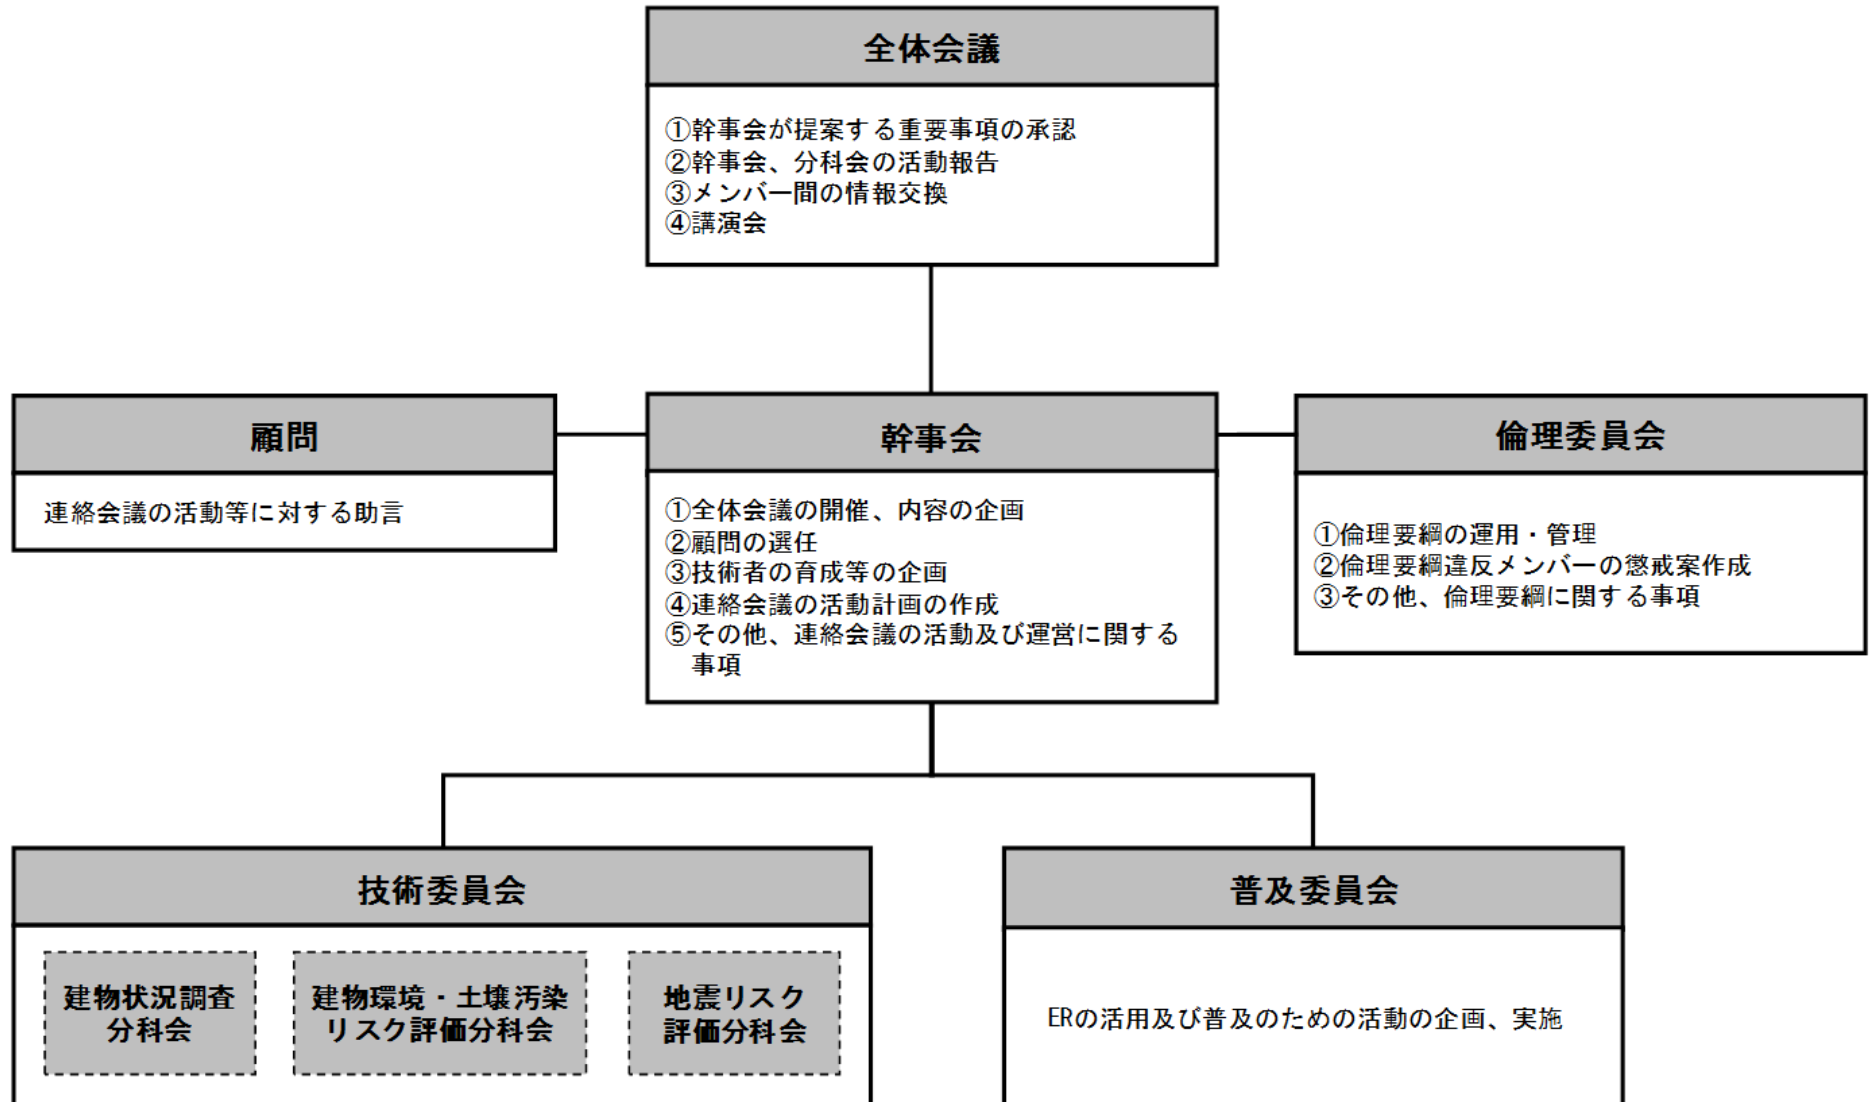 全体会議
①幹事会が提案する重要事項の承認
②幹事会、分科会の活動報告
③メンバー間の情報交換
④講演会
顧問
連絡会議の活動等に対する助言
幹事会
①全体会議の開催、内容の企画
②顧問の選任
③技術者の育成等の企画
④連絡会議の活動計画の作成
⑤その他、連絡会議の活動及び運営に関する
事項
倫理委員会
①倫理要綱の運用・管理
②倫理要綱違反メンバーの懲戒案作成
③その他、倫理要綱に関する事項
技術委員会
建物状況調査
分科会
建物環境・土壌汚染
リスク評価分科会
地震リスク
評価分科会
普及委員会
ERの活用及び普及のための活動の企画、実施